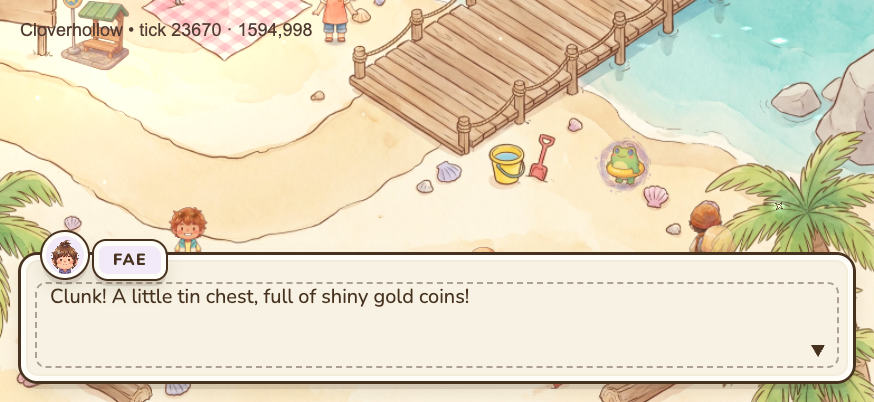 Cloverhollow • tick 23670 · 1594,998
FAE
Clunk! A little tin chest, full of shiny gold coins!